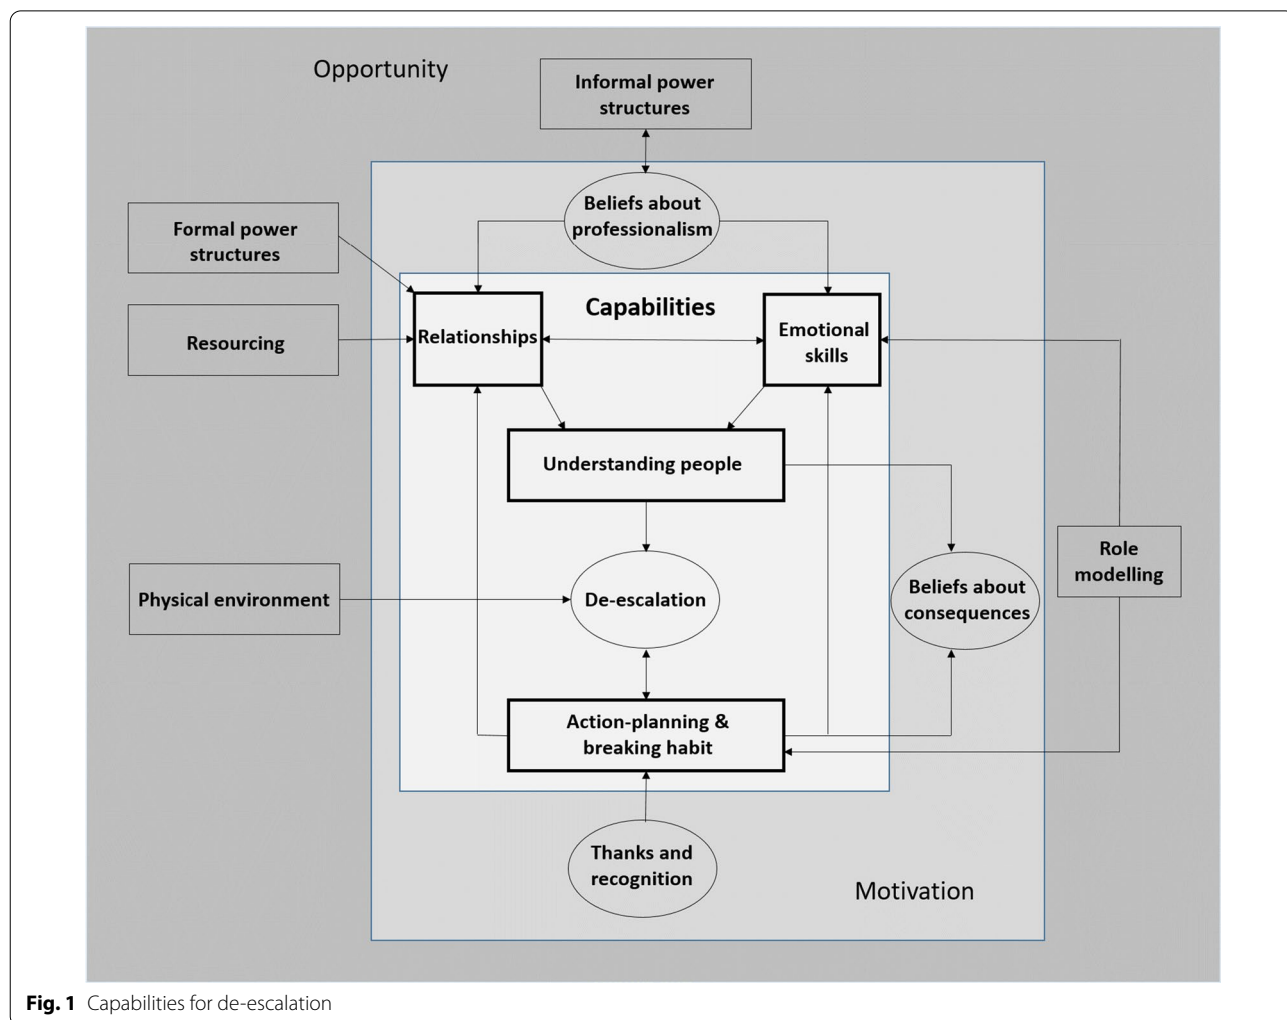 Opportunity
Informal power
structures
Beliefs about
professionalism
Formal power
structures
Capabilities
Relationships
Emotional
skills
Resourcing
Understanding people
Role
modelling
Physical environment
De-escalation
Beliefs about
consequences
Action-planning &
breaking habit
Thanks and
recognition
Motivation
Fig. 1 Capabilities for de-escalation